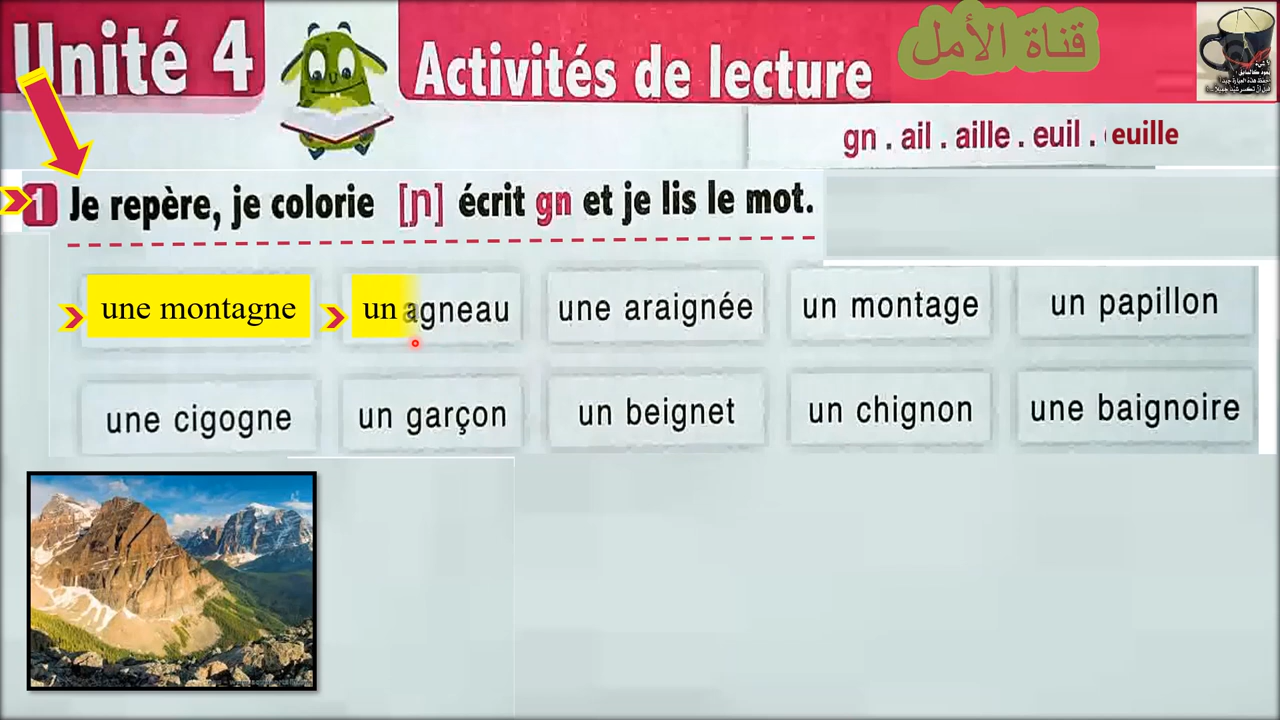 Unité 4
Activités de lecture
قناة الأمل
gn . ail . aille . euil . euille
1 Je repère, je colorie [ɲ] écrit gn et je lis le mot.
une montagne un agneau une araignée un montage un papillon
une cigogne un garçon un beignet un chignon une baignoire